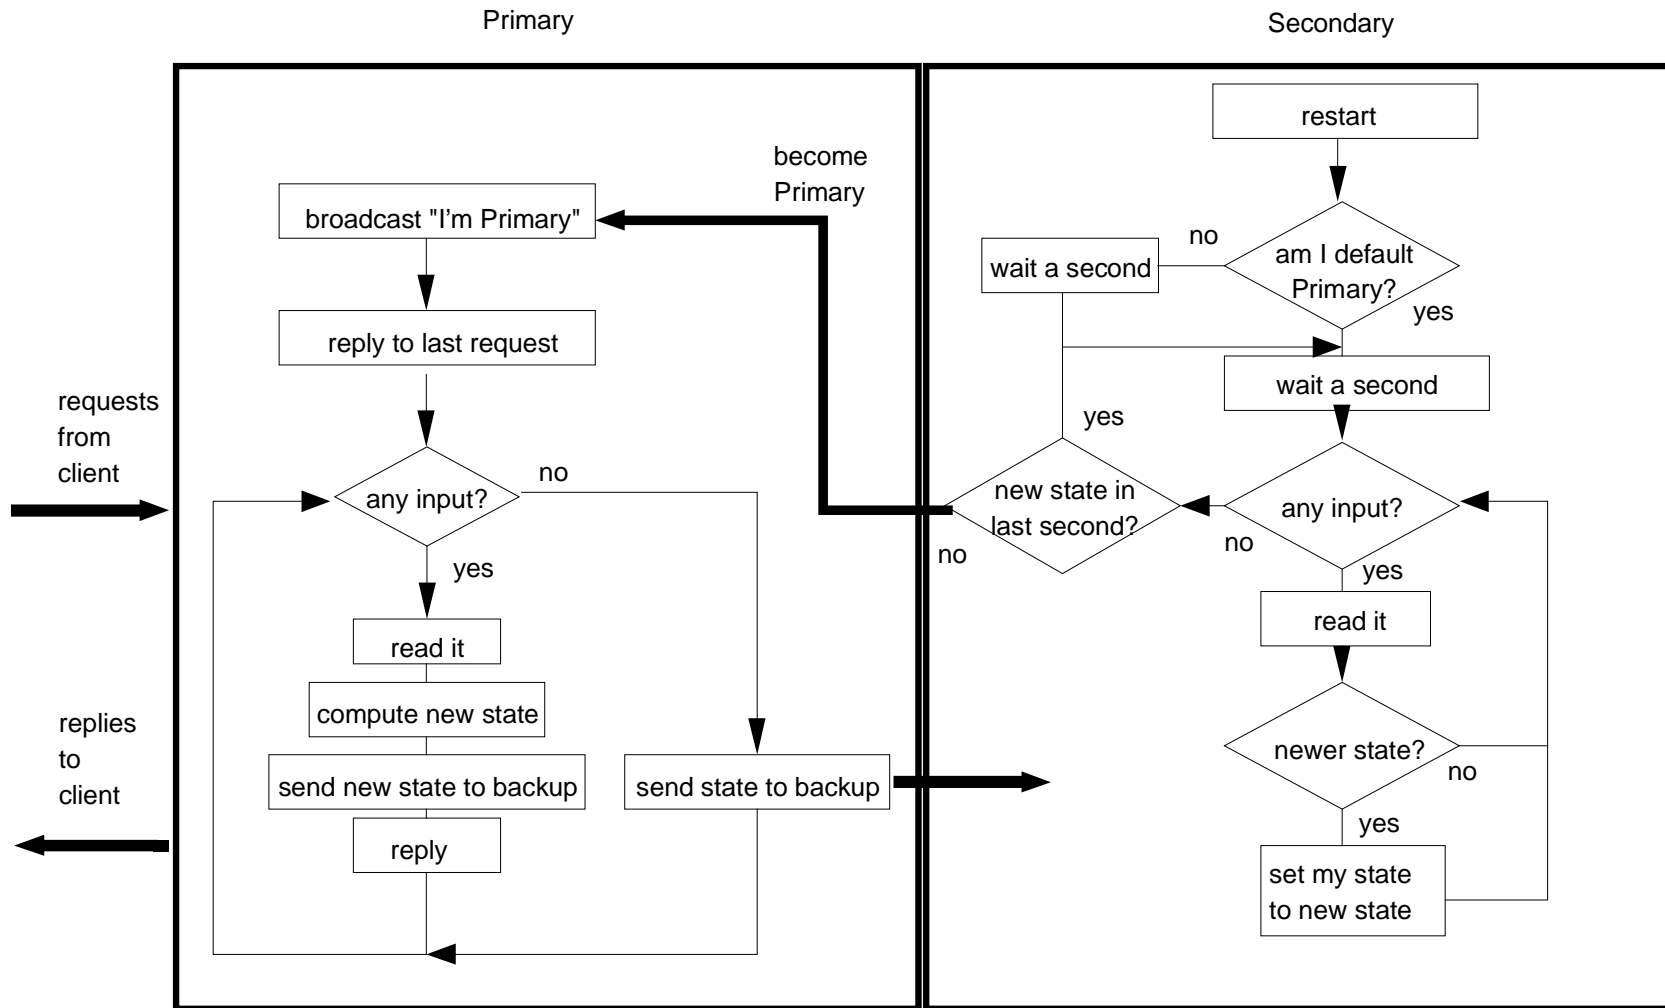 Primary
Secondary
restart
become
Primary
broadcast "I'm Primary"
no
am I default
Primary?
wait a second
yes
reply to last request
wait a second
requests
from
client
yes
any input?
no
new state in
last second?
any input?
no
no
yes
yes
read it
read it
compute new state
replies
to
client
newer state?
no
send new state to backup
send state to backup
yes
reply
set my state
to new state